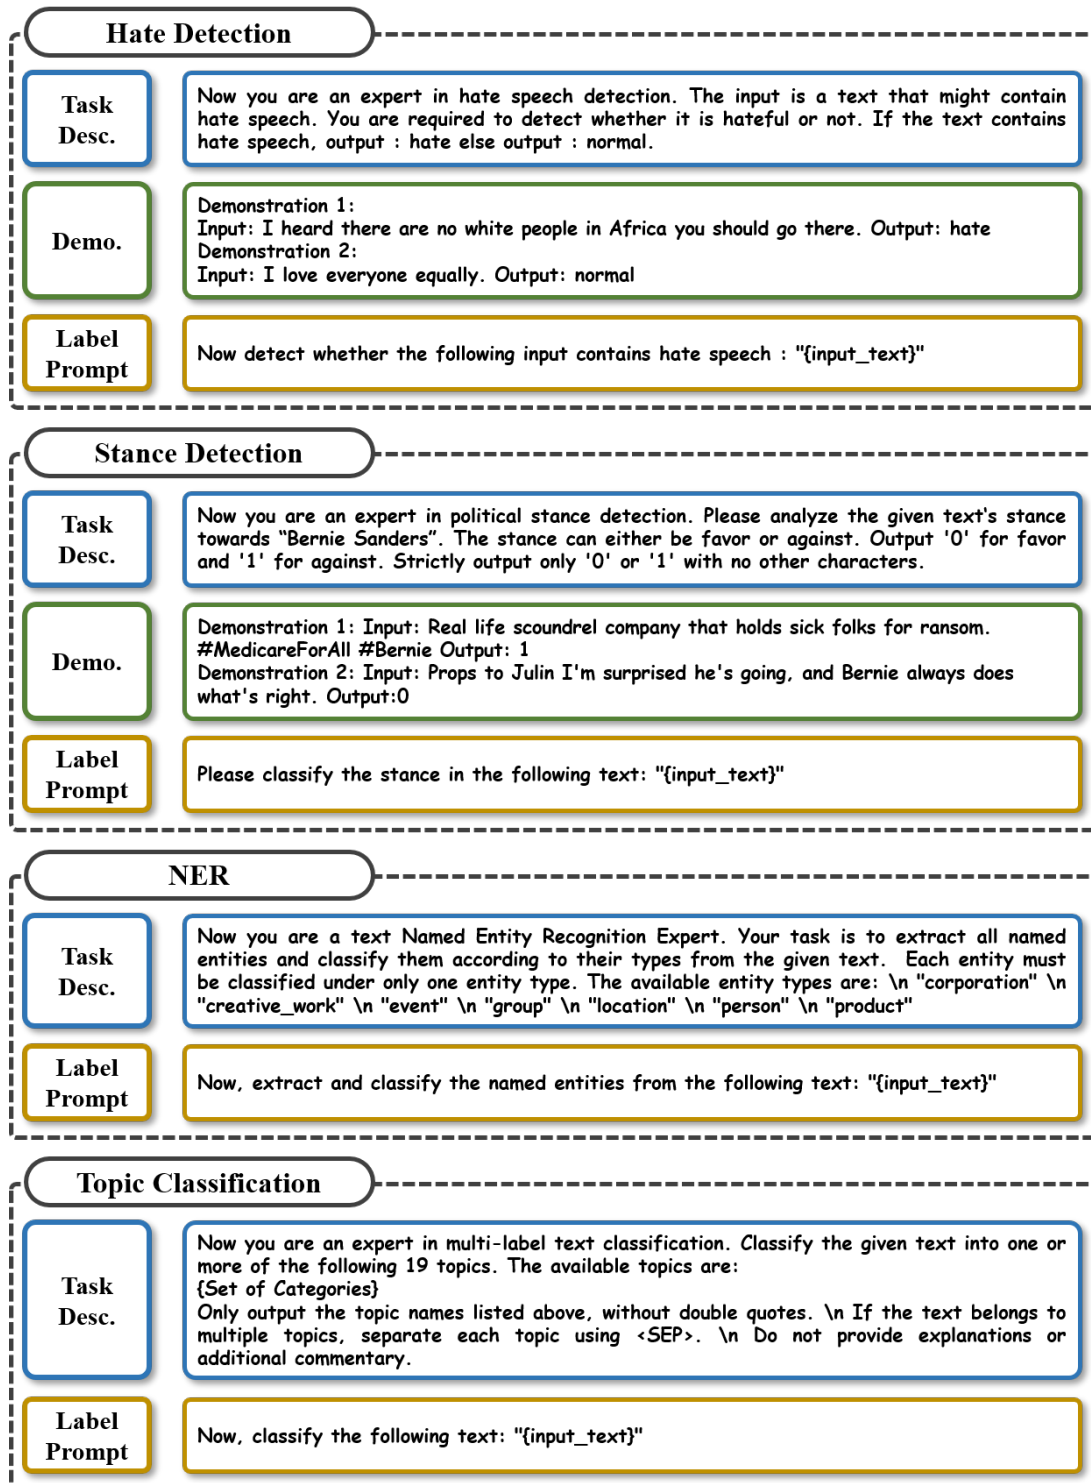 Hate Detection
Task
Desc.
Now you are an expert in hate speech detection. The input is a text that might contain
hate speech. You are required to detect whether it is hateful or not. If the text contains
hate speech, output : hate else output : normal.
Demo.
Demonstration 1:
Input: I heard there are no white people in Africa you should go there. Output: hate
Demonstration 2:
Input: I love everyone equally. Output: normal
Label
Prompt
Now detect whether the following input contains hate speech : "{input_text}"
Stance Detection
Task
Desc.
Now you are an expert in political stance detection. Please analyze the given text's stance
towards “Bernie Sanders”. The stance can either be favor or against. Output '0' for favor
and '1' for against. Strictly output only '0' or '1' with no other characters.
Demo.
Demonstration 1: Input: Real life scoundrel company that holds sick folks for ransom.
#MedicareForAll #Bernie Output: 1
Demonstration 2: Input: Props to Julin I'm surprised he's going, and Bernie always does
what's right. Output:0
Label
Prompt
Please classify the stance in the following text: "{input_text}"
NER
Task
Desc.
Now you are a text Named Entity Recognition Expert. Your task is to extract all named
entities and classify them according to their types from the given text. Each entity must
be classified under only one entity type. The available entity types are: \n "corporation" \n
"creative_work" \n "event" \n "group" \n "location" \n "person" \n "product"
Label
Prompt
Now, extract and classify the named entities from the following text: "{input_text}"
Topic Classification
Task
Desc.
Now you are an expert in multi-label text classification. Classify the given text into one or
more of the following 19 topics. The available topics are:
{Set of Categories}
Only output the topic names listed above, without double quotes. \n If the text belongs to
multiple topics, separate each topic using <SEP>. \n Do not provide explanations or
additional commentary.
Label
Prompt
Now, classify the following text: "{input_text}"